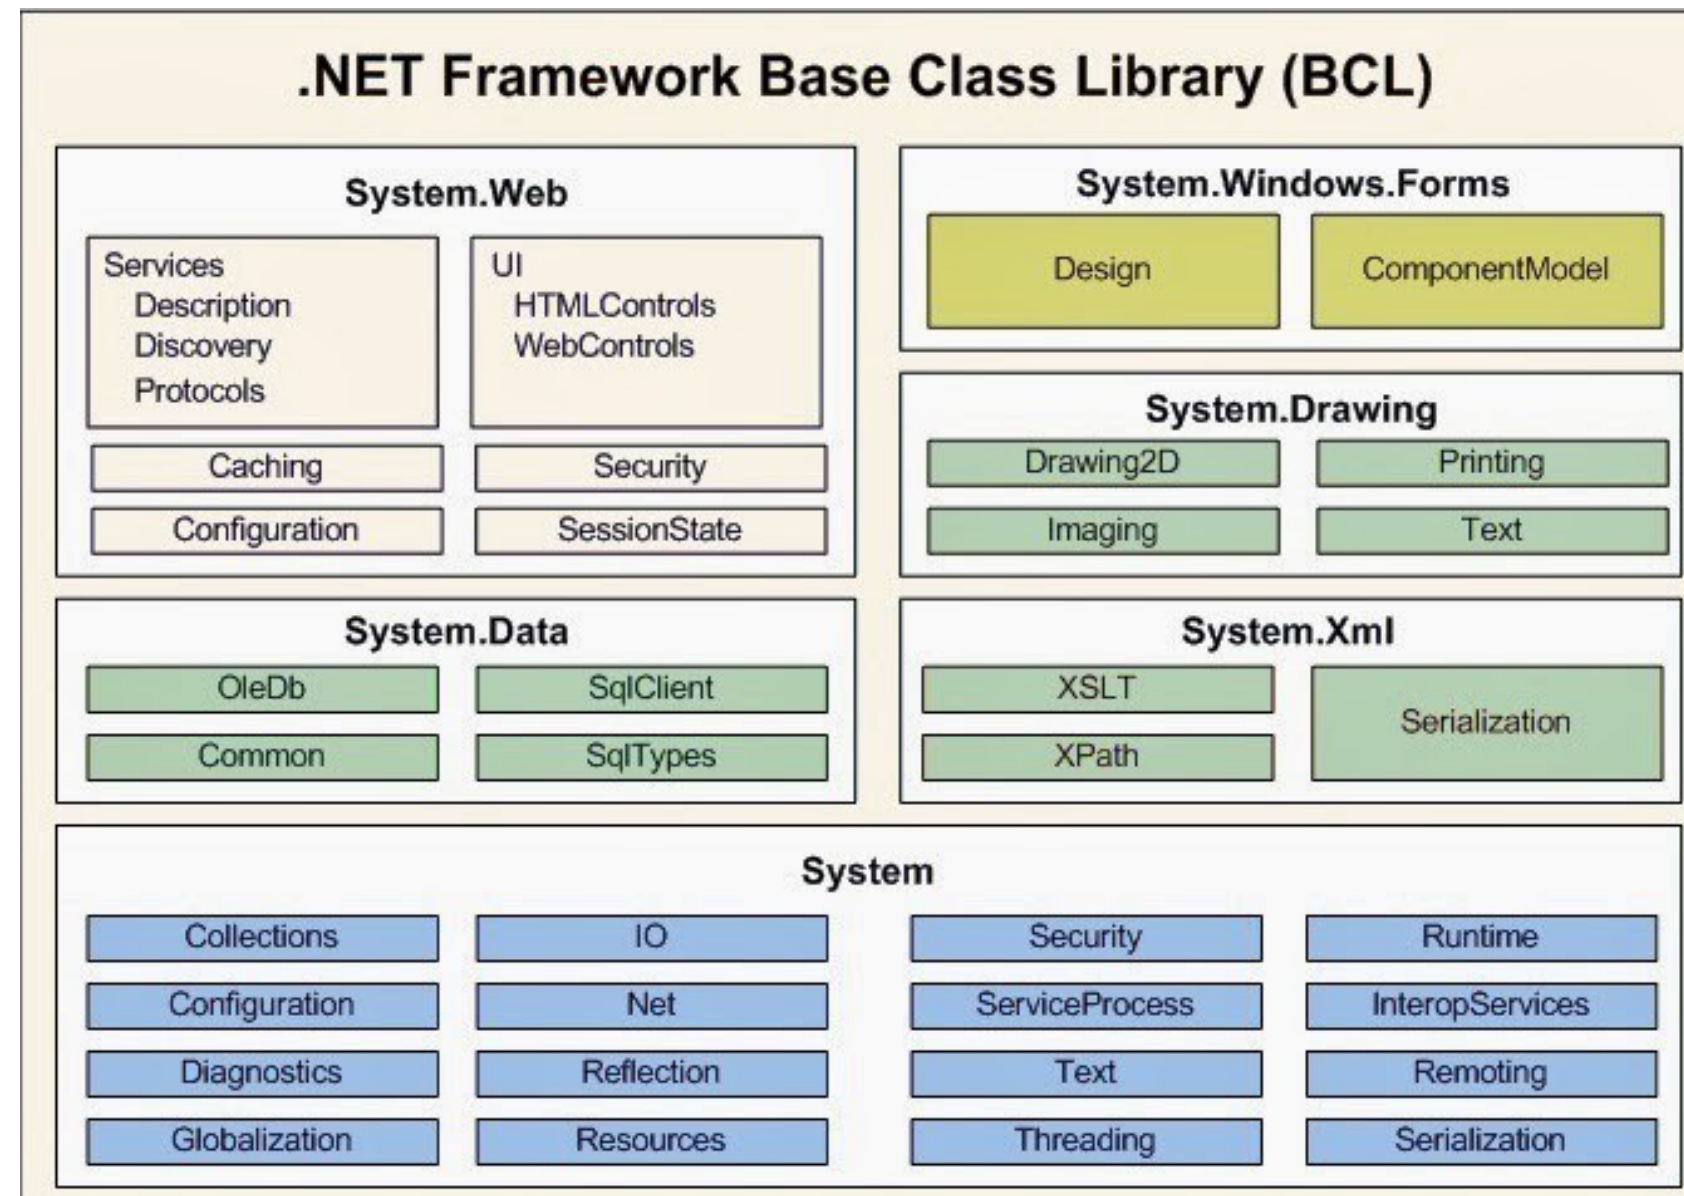 .NET Framework Base Class Library (BCL)
System.Web
Services
Description
Discovery
Protocols
UI
HTMLControls
WebControls
Caching
Security
Configuration
SessionState
System.Windows.Forms
Design
ComponentModel
System.Drawing
Drawing2D
Printing
Imaging
Text
System.Data
OleDb
SqlClient
Common
SqlTypes
System.Xml
XSLT
XPath
Serialization
System
Collections
IO
Security
Runtime
Configuration
Net
ServiceProcess
InteropServices
Diagnostics
Reflection
Text
Remoting
Globalization
Resources
Threading
Serialization